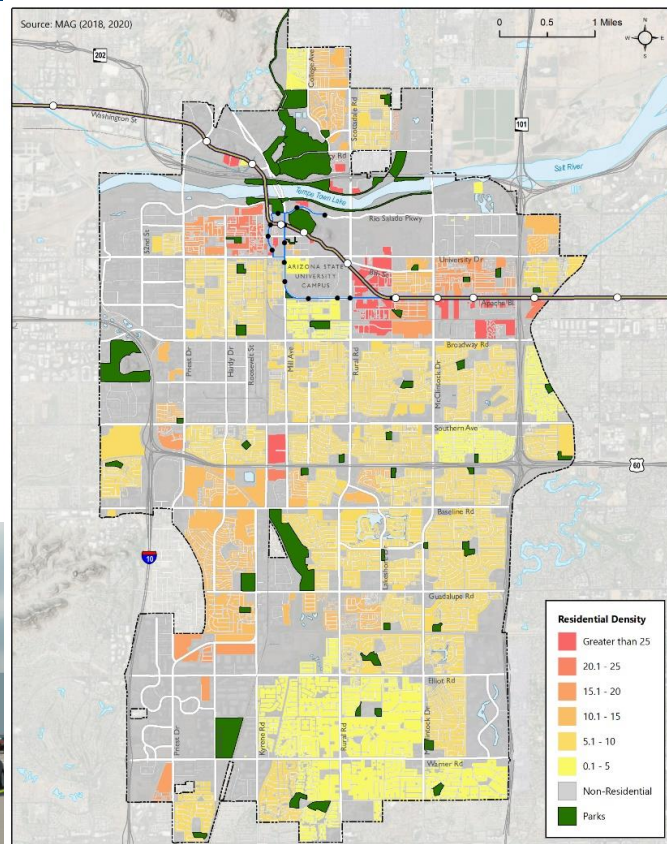 Source: MAG (2018, 2020)
0 0.5 1 Miles
N
W E
S
202
College Ave
Scottsdale Rd
101
Washington St
Salt River
Tempe Town Lake
Rio Salado Pkwy
52nd St
University Dr
ARIZONA STATE
UNIVERSITY
CAMPUS
Apache Bl
Priest Dr
Hardy Dr
Roosevelt St
Mill Ave
Rural Rd
McClintock Dr
Broadway Rd
Southern Ave
60
Baseline Rd
10
Lakeshore Dr
Guadalupe Rd
Elliot Rd
Priest Dr
Kyrene Rd
Rural Rd
McClintock Dr
Warner Rd
Residential Density
Greater than 25
20.1 - 25
15.1 - 20
10.1 - 15
5.1 - 10
0.1 - 5
Non-Residential
Parks